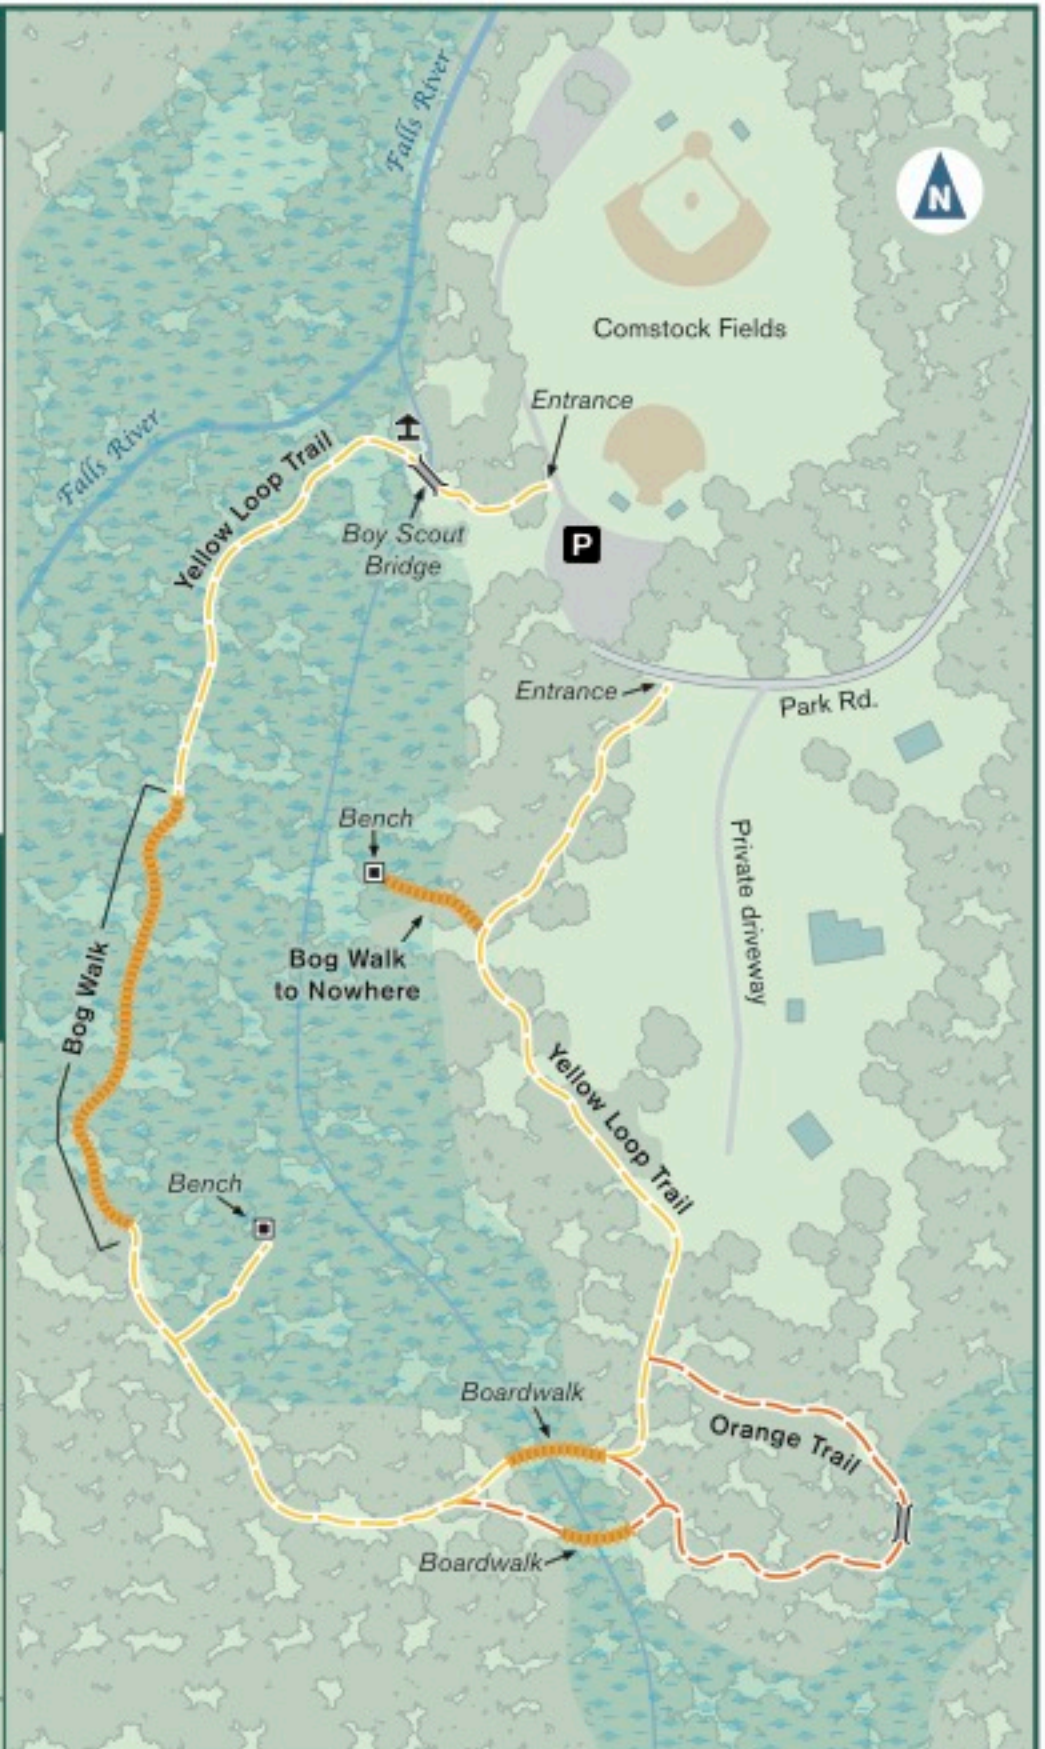 Falls River
N
Comstock Fields
Entrance
Falls River
Yellow Loop Trail
Boy Scout
Bridge
P
Entrance
Park Rd.
Bench
Private driveway
Bog Walk
to Nowhere
Bog Walk
Yellow Loop Trail
Bench
Boardwalk
Orange Trail
Boardwalk